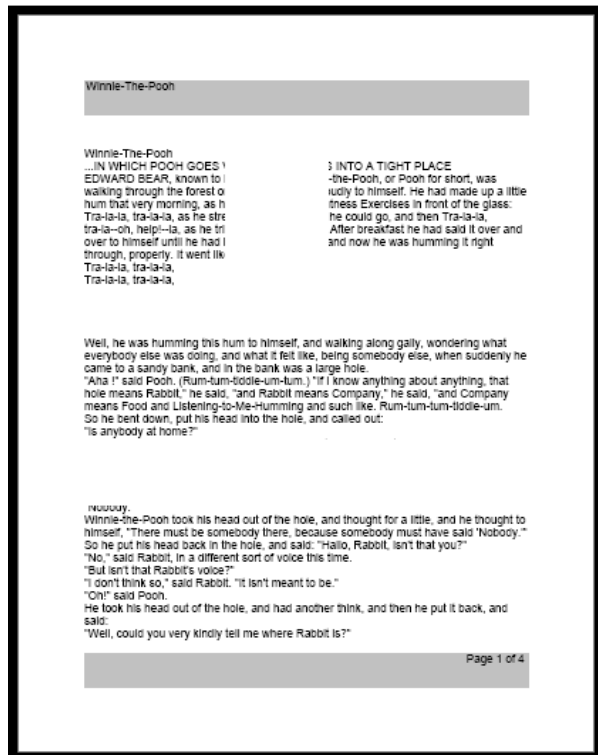 Winnie-The-Pooh
Winnie-The-Pooh
...IN WHICH POOH GOES INTO A TIGHT PLACE
EDWARD BEAR, known to -the-Pooh, or Pooh for short, was
walking through the forest to himself. He had made up a little
hum that very morning, as Exercises in front of the glass:
Tra-la-la, tra-la-la, as he he could go, and then Tra-la-la,
tra-la--oh, help!--la, as he After breakfast he had said it over and
over to himself until he had and now he was humming it right
through, properly. It went
Tra-la-la, tra-la-la,
Tra-la-la, tra-la-la,
Well, he was humming this hum to himself, and walking along gaily, wondering what
everybody else was doing, and what it felt like, being somebody else, when suddenly he
came to a sandy bank, and in the bank was a large hole.
"Aha !" said Pooh. (Rum-tum-tiddle-um-tum.) "If I know anything about anything, that
hole means Rabbit," he said, "and Rabbit means Company," he said, "and Company
means Food and Listening-to-Me-Humming and such like. Rum-tum-tum-tiddle-um.
So he bent down, put his head into the hole, and called out:
"Is anybody at home?"
"Nobody.
Winnie-the-Pooh took his head out of the hole, and thought for a little, and he thought to
himself, "There must be somebody there, because somebody must have said 'Nobody.'"
So he put his head back in the hole, and said: "Hallo, Rabbit, isn't that you?"
"No," said Rabbit, in a different sort of voice this time.
"But isn't that Rabbit's voice?"
"I don't think so," said Rabbit. "It isn't meant to be."
"Oh!" said Pooh.
He took his head out of the hole, and had another think, and then he put it back, and
said:
"Well, could you very kindly tell me where Rabbit is?"
Page 1 of 4